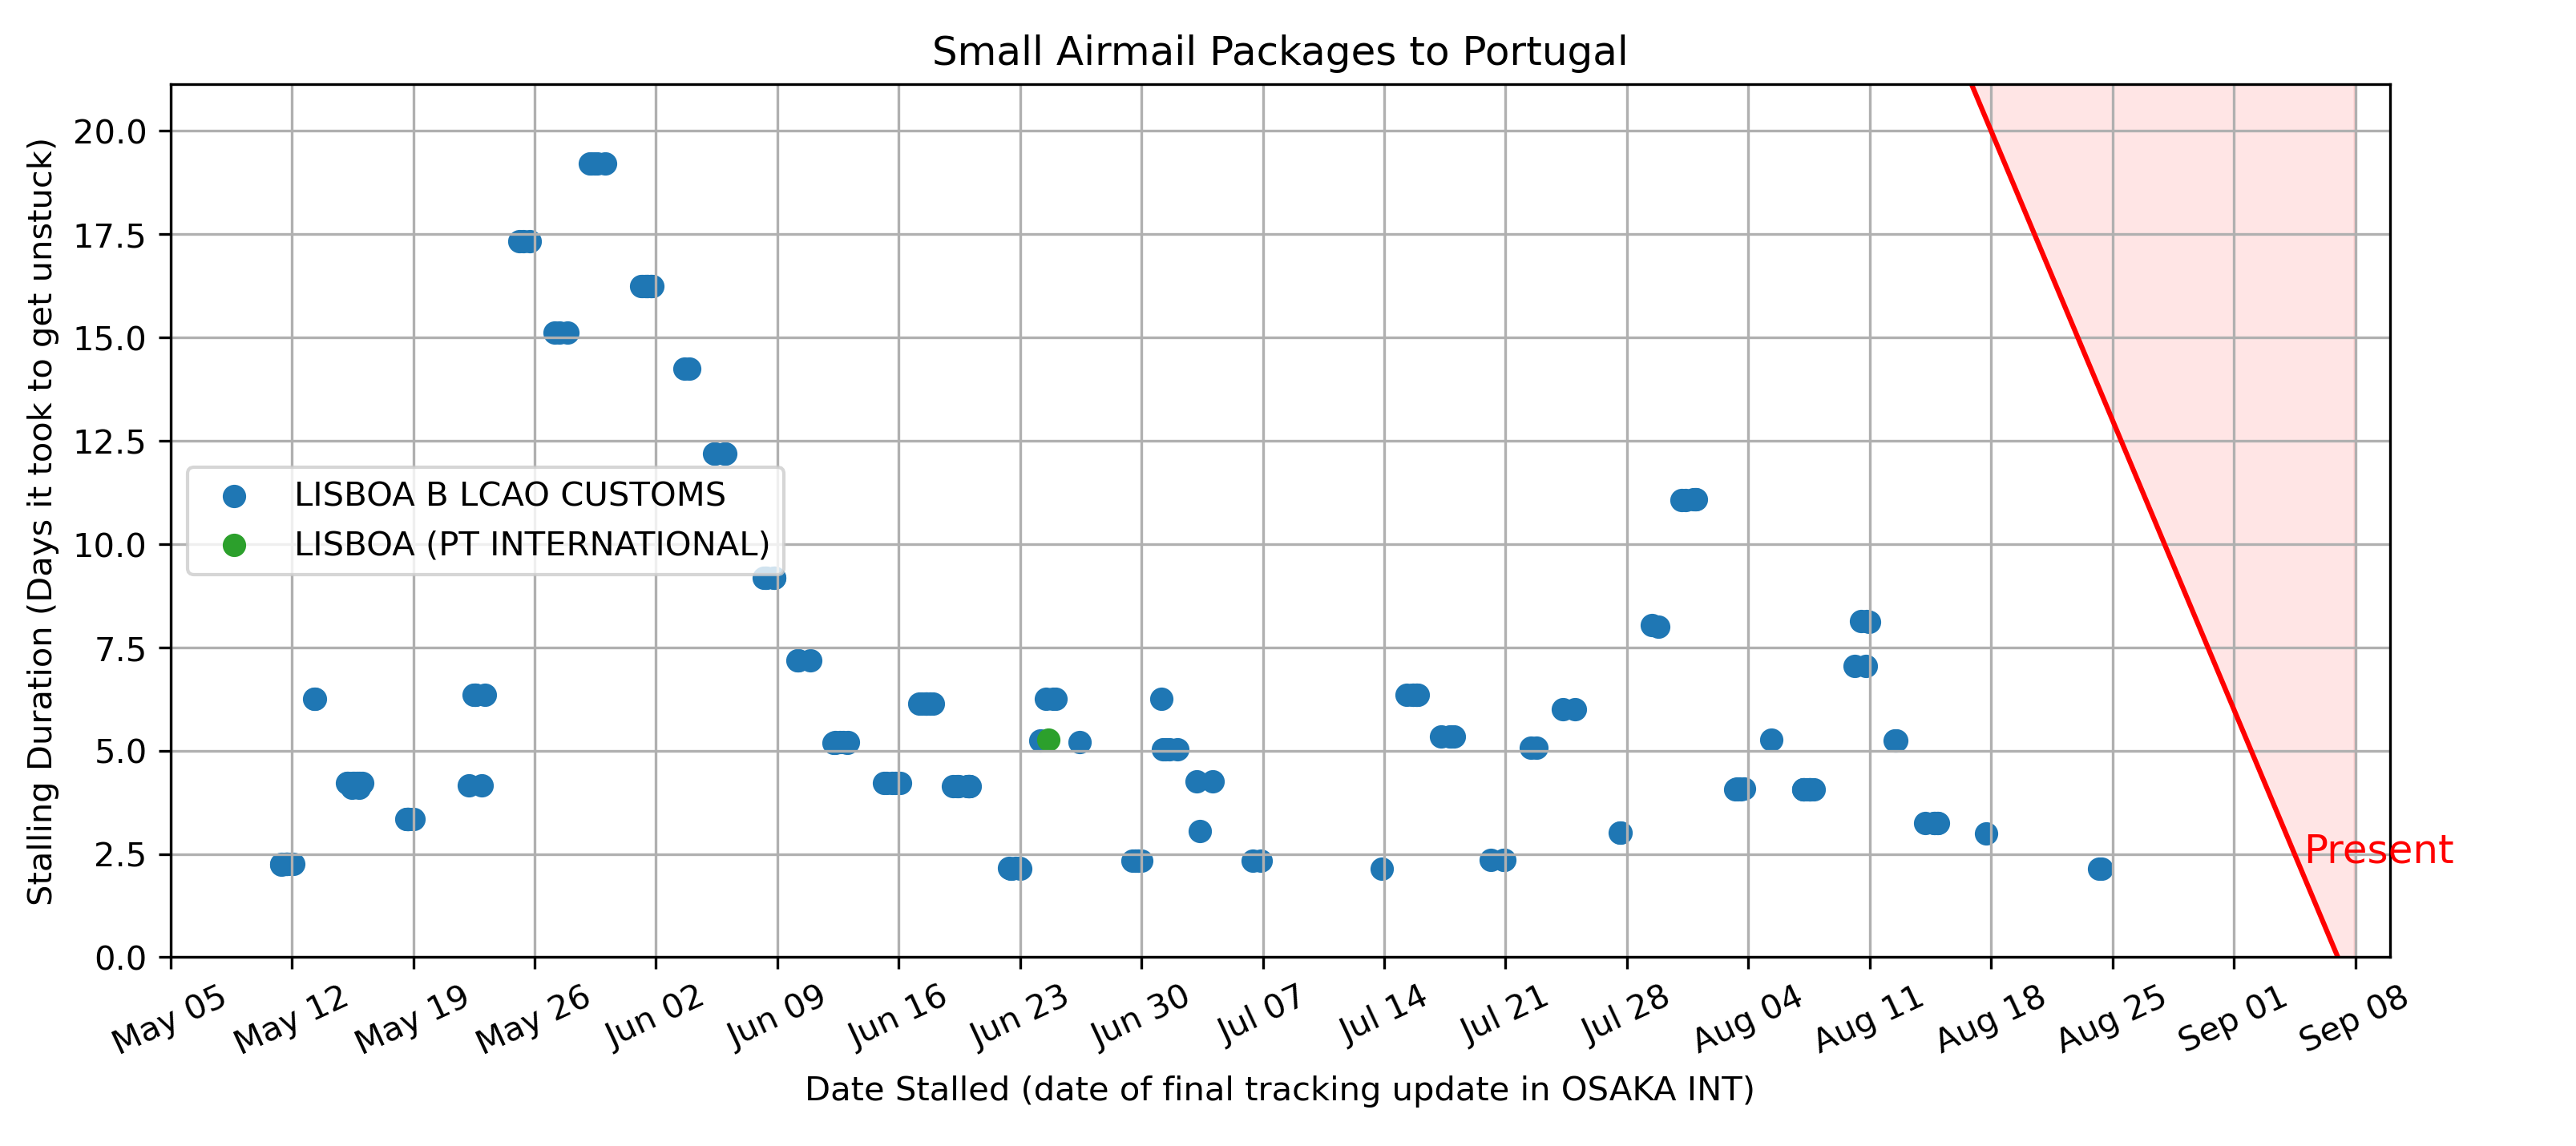 Small Airmail Packages to Portugal
Stalling Duration (Days it took to get unstuck)
20.0
17.5
15.0
12.5
10.0
7.5
5.0
2.5
0.0
LISBOA B LCAO CUSTOMS
LISBOA (PT INTERNATIONAL)
Present
May 05 May 12 May 19 May 26 Jun 02 Jun 09 Jun 16 Jun 23 Jun 30 Jul 07 Jul 14 Jul 21 Jul 28 Aug 04 Aug 11 Aug 18 Aug 25 Sep 01 Sep 08
Date Stalled (date of final tracking update in OSAKA INT)